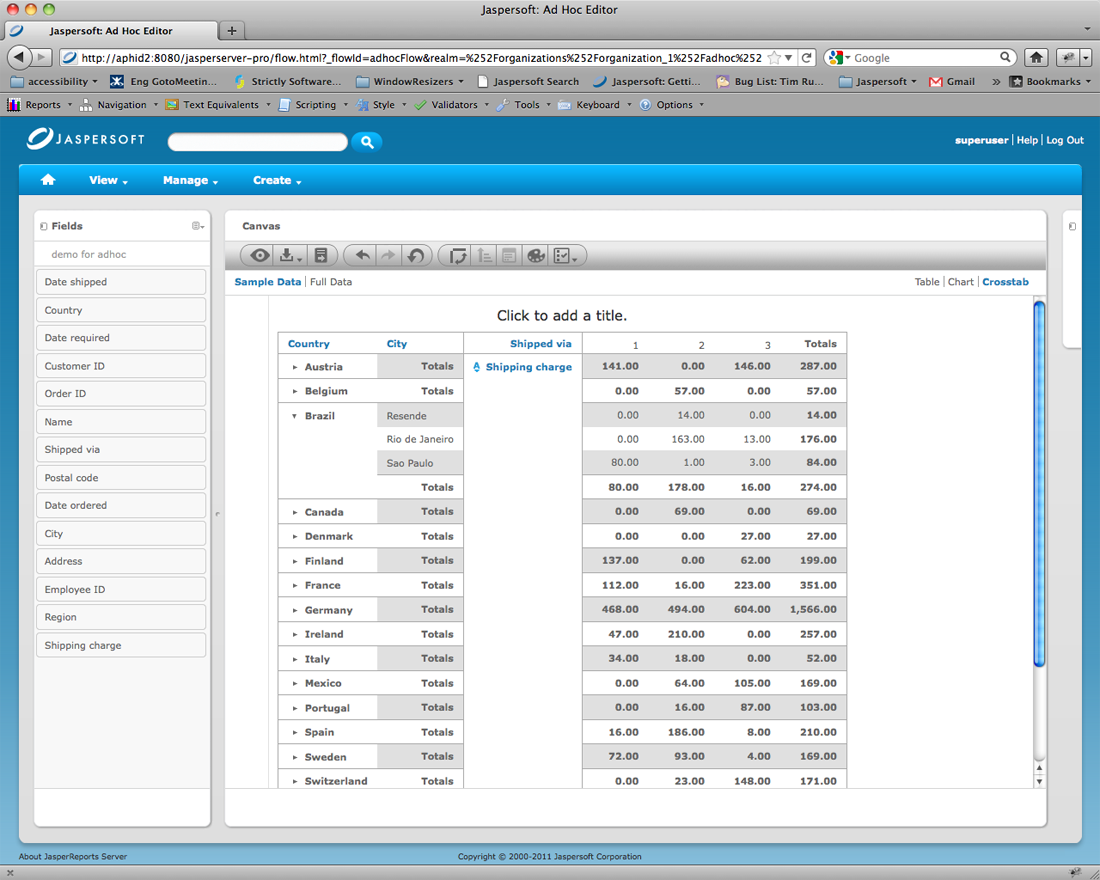 Jaspersoft: Ad Hoc Editor
Jaspersoft: Ad Hoc Editor
http://aphid2:8080/jasperserver-pro/flow.html?_flowId=adhocFlow&realm=%252Forganizations%252Forganization_1%252Fadhoc%252 Google
accessibility Eng GotoMeetin... Strictly Software... WindowResizers Jaspersoft Search Jaspersoft: Getti... Bug List: Tim Ru... Jaspersoft Gmail » Bookmarks
Reports Navigation Text Equivalents Scripting Style Validators Tools Keyboard Options
JASPERSOFT superuser | Help | Log Out
View Manage Create
Fields
demo for adhoc
Date shipped
Country
Date required
Customer ID
Order ID
Name
Shipped via
Postal code
Date ordered
City
Address
Employee ID
Region
Shipping charge
Canvas
Sample Data | Full Data Table | Chart | Crosstab
Click to add a title.
Country City Shipped via 1 2 3 Totals
Austria Totals Shipping charge 141.00 0.00 146.00 287.00
Belgium Totals 0.00 57.00 0.00 57.00
Brazil Resende 0.00 14.00 0.00 14.00
Rio de Janeiro 0.00 163.00 13.00 176.00
Sao Paulo 80.00 1.00 3.00 84.00
Totals 80.00 178.00 16.00 274.00
Canada Totals 0.00 69.00 0.00 69.00
Denmark Totals 0.00 0.00 27.00 27.00
Finland Totals 137.00 0.00 62.00 199.00
France Totals 112.00 16.00 223.00 351.00
Germany Totals 468.00 494.00 604.00 1,566.00
Ireland Totals 47.00 210.00 0.00 257.00
Italy Totals 34.00 18.00 0.00 52.00
Mexico Totals 0.00 64.00 105.00 169.00
Portugal Totals 0.00 16.00 87.00 103.00
Spain Totals 16.00 186.00 8.00 210.00
Sweden Totals 72.00 93.00 4.00 169.00
Switzerland Totals 0.00 23.00 148.00 171.00
About JasperReports Server Copyright © 2000-2011 Jaspersoft Corporation